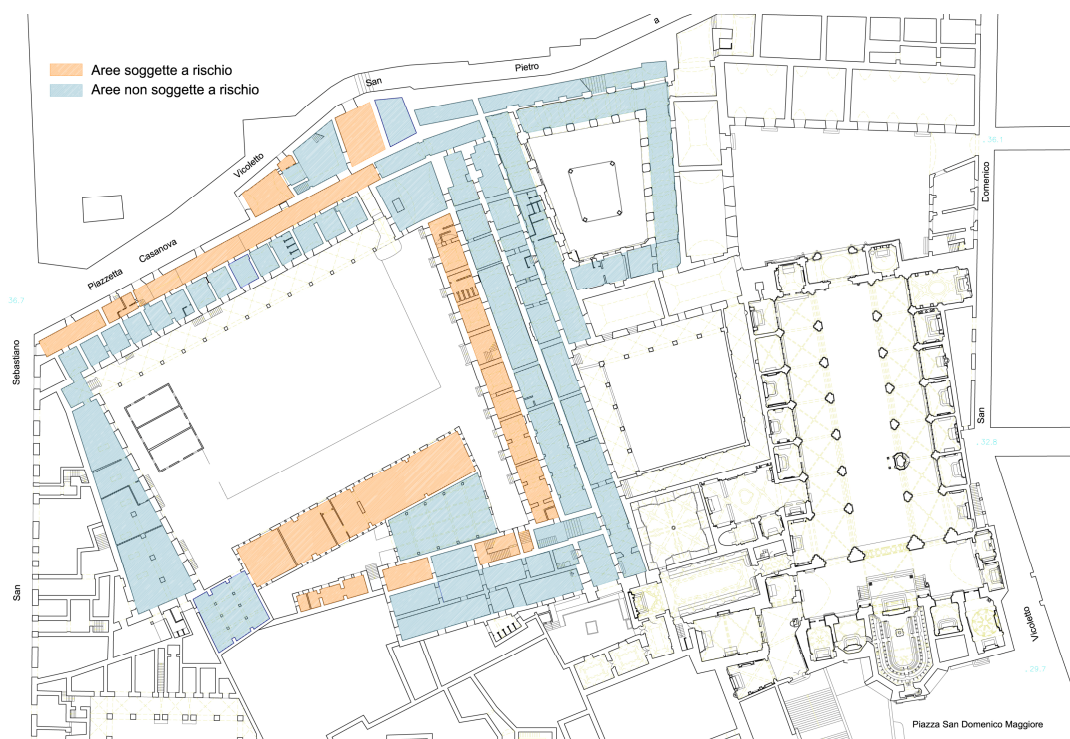 Aree soggette a rischio
Aree non soggette a rischio
a
Pietro
San
Vicoletto
Casanova
Piazzetta
36.7
Sebastiano
San
.36.1
Domenico
San
.32.8
Vicoletto
.29.7
Piazza San Domenico Maggiore